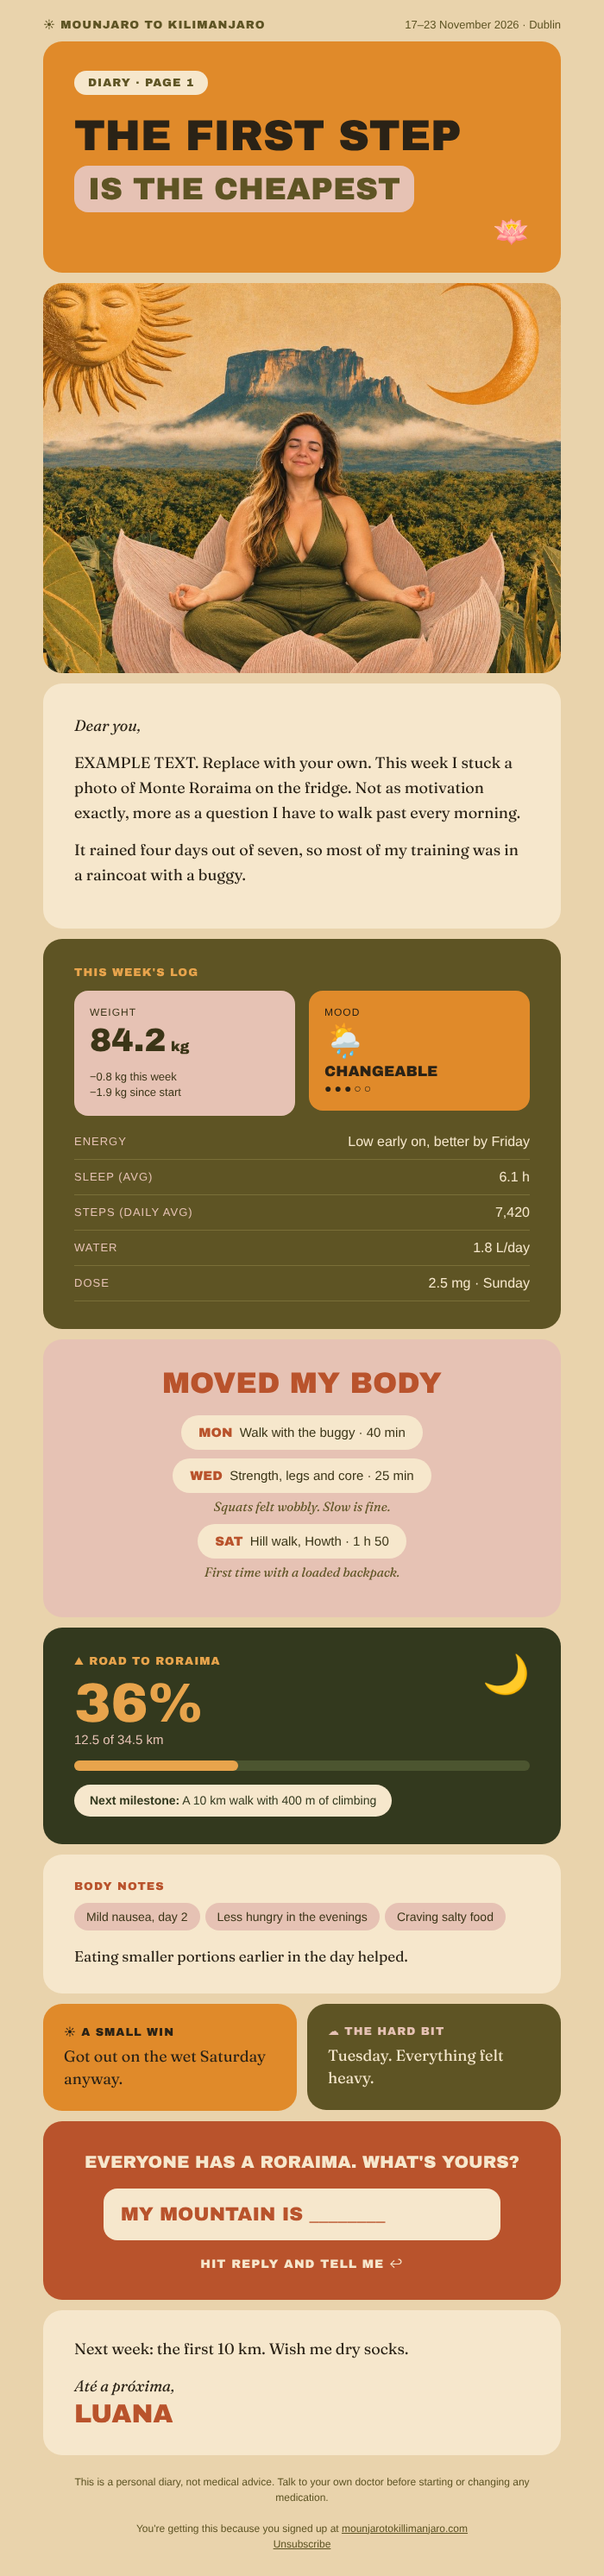 ☀ MOUNJARO TO KILIMANJARO
17–23 November 2026 · Dublin
DIARY · PAGE 1
THE FIRST STEP
IS THE CHEAPEST
Dear you,
EXAMPLE TEXT. Replace with your own. This week I stuck a
photo of Monte Roraima on the fridge. Not as motivation
exactly, more as a question I have to walk past every morning.
It rained four days out of seven, so most of my training was in
a raincoat with a buggy.
THIS WEEK'S LOG
WEIGHT
84.2 kg
−0.8 kg this week
−1.9 kg since start
MOOD
CHANGEABLE
●●●○○
ENERGY Low early on, better by Friday
SLEEP (AVG) 6.1 h
STEPS (DAILY AVG) 7,420
WATER 1.8 L/day
DOSE 2.5 mg · Sunday
MOVED MY BODY
MON Walk with the buggy · 40 min
WED Strength, legs and core · 25 min
Squats felt wobbly. Slow is fine.
SAT Hill walk, Howth · 1 h 50
First time with a loaded backpack.
▲ ROAD TO RORAIMA
36%
12.5 of 34.5 km
Next milestone: A 10 km walk with 400 m of climbing
BODY NOTES
Mild nausea, day 2
Less hungry in the evenings
Craving salty food
Eating smaller portions earlier in the day helped.
☀ A SMALL WIN
Got out on the wet Saturday
anyway.
☁ THE HARD BIT
Tuesday. Everything felt
heavy.
EVERYONE HAS A RORAIMA. WHAT'S YOURS?
MY MOUNTAIN IS _______
HIT REPLY AND TELL ME ↩
Next week: the first 10 km. Wish me dry socks.
Até a próxima,
LUANA
This is a personal diary, not medical advice. Talk to your own doctor before starting or changing any
medication.
You're getting this because you signed up at mounjarotokillimanjaro.com
Unsubscribe